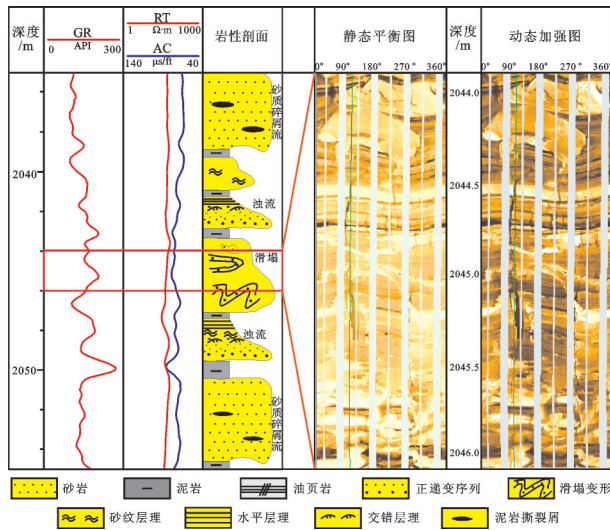 深度
/m
GR
0 API 300
RT
1 Ω·m 1000
AC
140 μs/ft 40
岩性剖面
静态平衡图
0° 90° 180° 270° 360°
深度
/m
动态加强图
0° 90° 180° 270° 360°
2040
2050
砂质碎屑流
浊流
滑塌
浊流
砂质碎屑流
2044.0
2044.5
2045.0
2045.5
2046.0
砂岩
泥岩
油页岩
正递变序列
滑塌变形
砂纹层理
水平层理
交错层理
泥岩撕裂屑